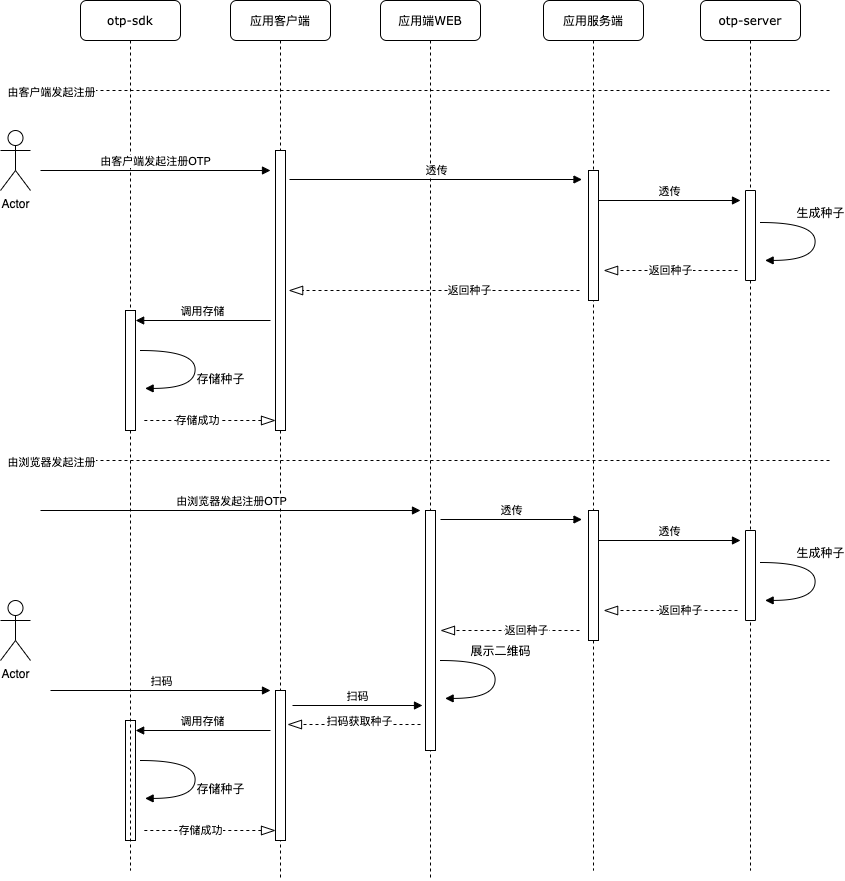 otp-sdk
应用客户端
应用端WEB
应用服务端
otp-server
由客户端发起注册
由客户端发起注册OTP
透传
透传
Actor
生成种子
返回种子
返回种子
调用存储
存储种子
存储成功
由浏览器发起注册
由浏览器发起注册OTP
透传
透传
生成种子
返回种子
返回种子
展示二维码
Actor
扫码
扫码
调用存储
扫码获取种子
存储种子
存储成功